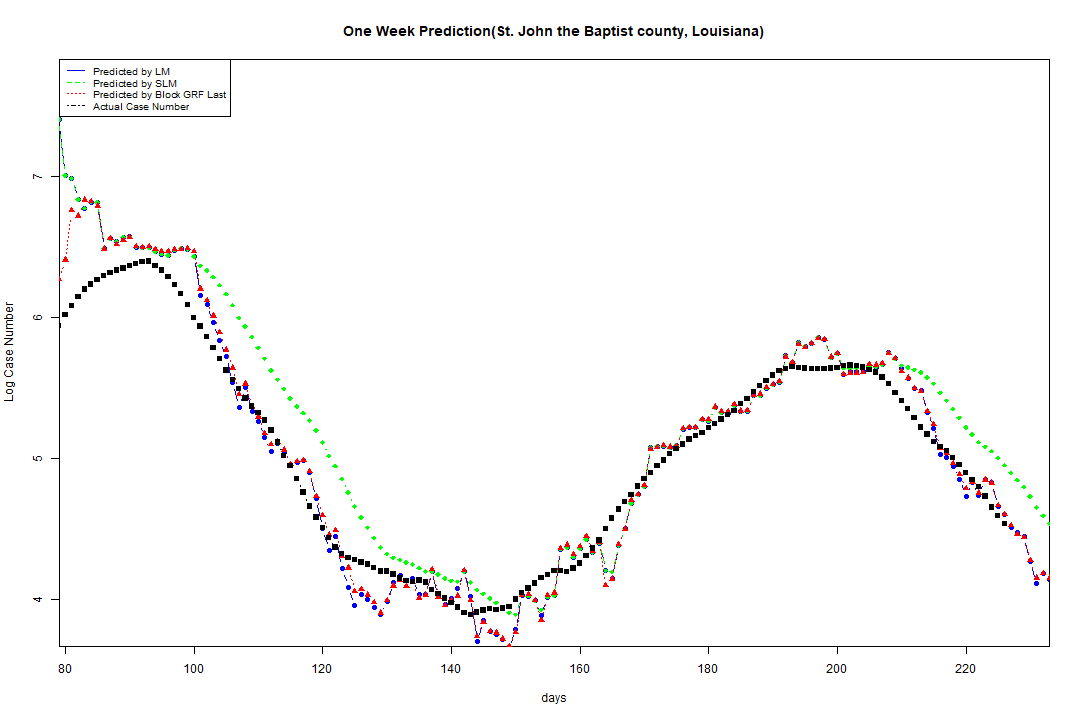 One Week Prediction(St. John the Baptist county, Louisiana)
Predicted by LM
Predicted by SLM
Predicted by Block GRF Last
Actual Case Number
Log Case Number
7
6
5
4
80 100 120 140 160 180 200 220
days